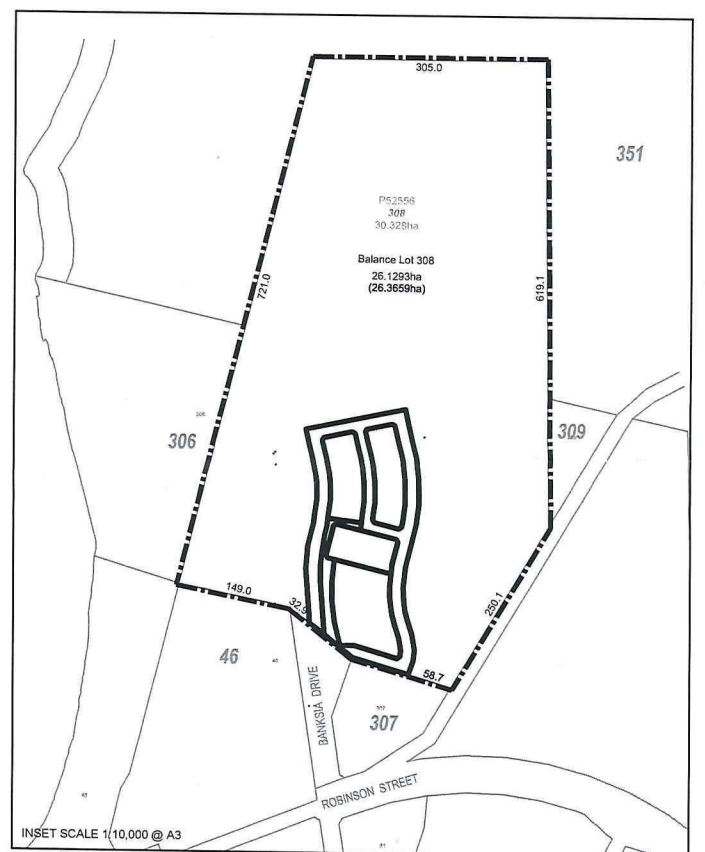 305.0
351
P52556
308
30.328ha
Balance Lot 308
26.1293ha
(26.3659ha)
721.0
619.1
306
306
309
149.0
32.9
250.1
46
58.7
BANKSIA DRIVE
307
307
ROBINSON STREET
INSET SCALE 1:10,000 @ A3